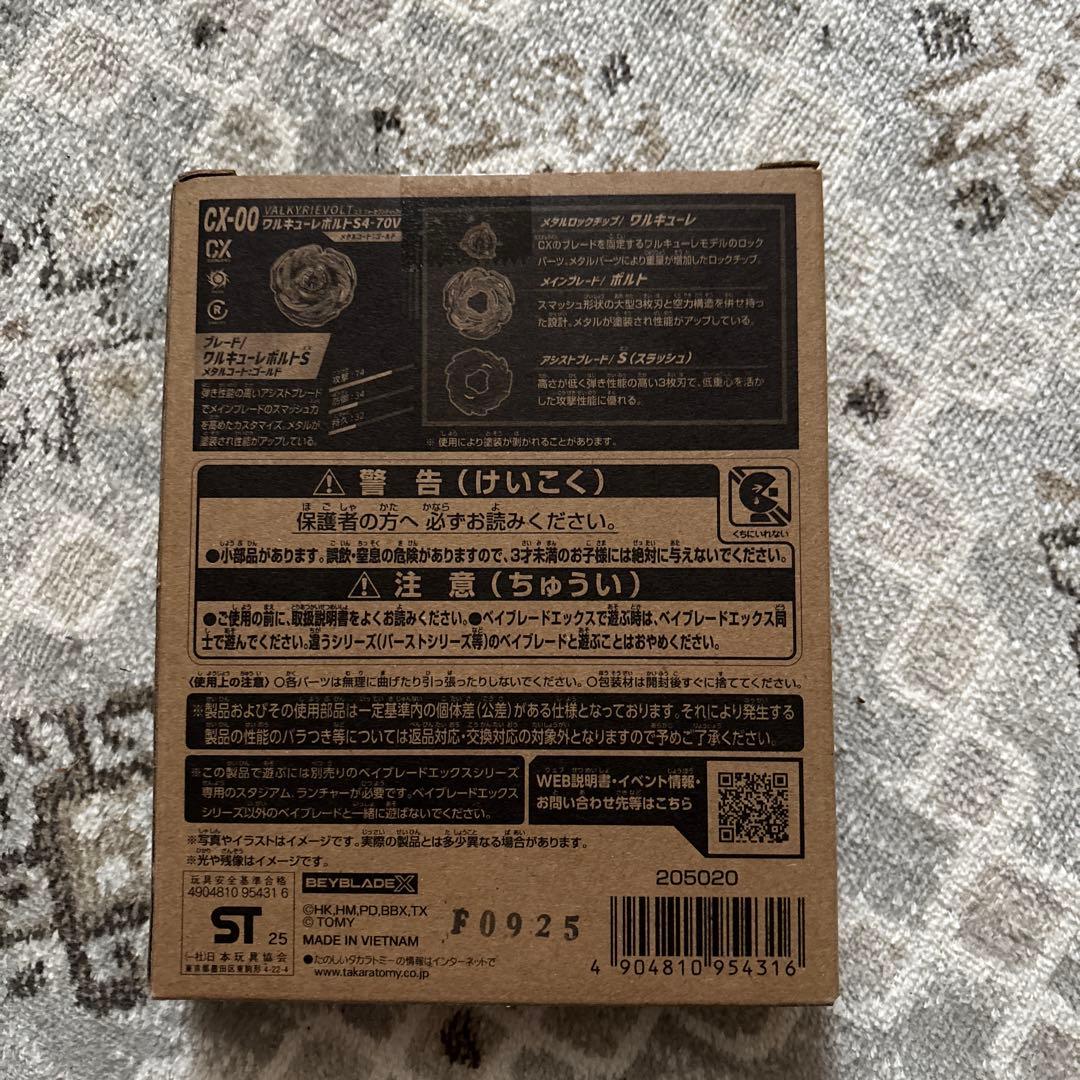 CX-00
VALKYRIEVOLT
ワルキューレボルトS4-70V
メタルコート:ゴールド
CX
R
ブレード/
ワルキューレボルトS
メタルコート:ゴールド
弾き性能の高いアシストブレード
でメインブレードのスマッシュ力
を高めたカスタマイズ。メタルが
塗装され性能がアップしている。
攻撃:74
防御:34
持久:32
メタルロックチップ/ ワルキューレ
CXのブレードを固定するワルキューレモデルのロック
パーツ。メタルパーツにより重量が増加したロックチップ。
メインブレード/ ボルト
スマッシュ形状の大型3枚刃と空力構造を併せ持っ
た設計。メタルが塗装され性能がアップしている。
アシストブレード/ S(スラッシュ)
高さが低く弾き性能の高い3枚刃で、低重心を活か
した攻撃性能に優れる。
※使用により塗装が剥がれることがあります。
警告(けいこく)
保護者の方へ 必ずお読みください。
くちにいれない
●小部品があります。誤飲・窒息の危険がありますので、3才未満のお子様には絶対に与えないでください。
注意(ちゅうい)
●ご使用の前に、取扱説明書をよくお読みください。●ベイブレードエックスで遊ぶ時は、ベイブレードエックス同
士で遊んでください。違うシリーズ(バーストシリーズ等)のベイブレードと遊ぶことはおやめください。
〈使用上の注意〉○各パーツは無理に曲げたり引っ張ったりしないでください。○包装材は開封後すぐに捨ててください。
※製品およびその使用部品は一定基準内の個体差(公差)がある仕様となっております。それにより発生する
製品の性能のバラつき等については返品対応・交換対応の対象外となりますので予めご了承ください。
※この製品で遊ぶには別売りのベイブレードエックスシリーズ
専用のスタジアム、ランチャーが必要です。ベイブレードエックス
シリーズ以外のベイブレードと一緒に遊ばないでください。
WEB説明書・イベント情報・
お問い合わせ先等はこちら
※写真やイラストはイメージです。実際の製品とは多少異なる場合があります。
※光や残像はイメージです。
玩具安全基準合格
4904810 95431 6
ST 25
(一社)日本玩具協会
東京都墨田区東駒形4-22-4
BEYBLADE X
©HK,HM,PD,BBX,TX
© TOMY
MADE IN VIETNAM
F0925
●たのしいタカラトミーの情報はインターネットで
www.takaratomy.co.jp
205020
4 904810 954316